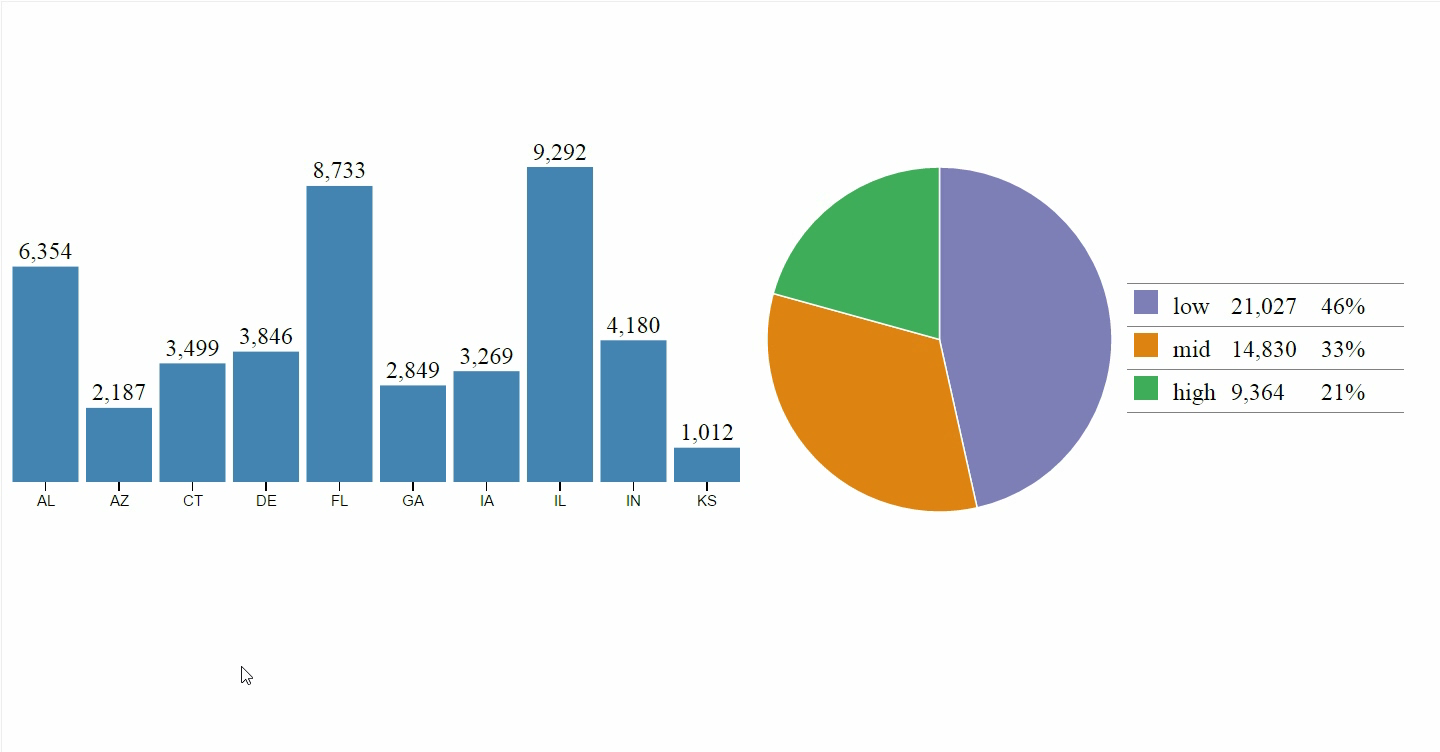 9,292
8,733
6,354
4,180
3,846
3,499
3,269
2,849
2,187
1,012
AL AZ CT DE FL GA IA IL IN KS
low 21,027 46%
mid 14,830 33%
high 9,364 21%